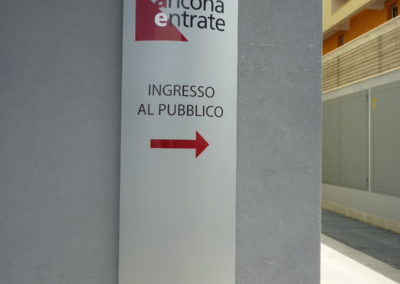 ancona
entrate
INGRESSO
AL PUBBLICO